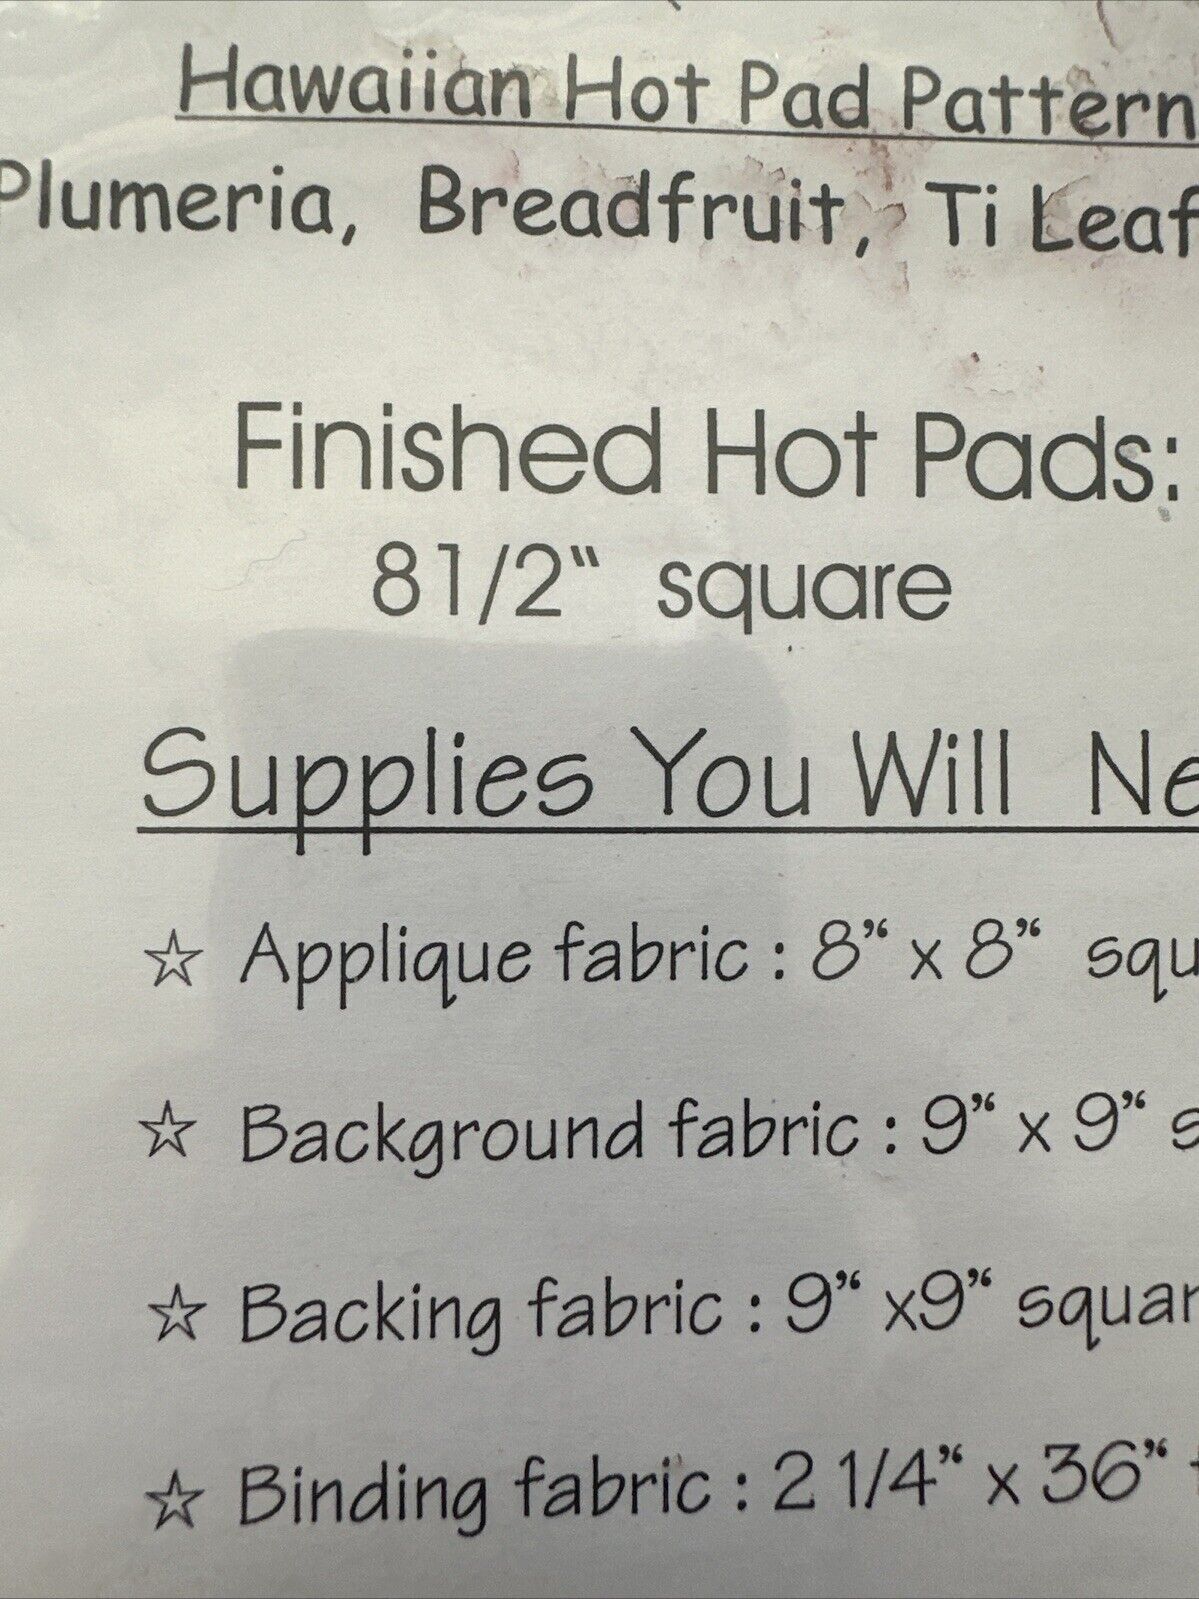 Hawaiian Hot Pad Pattern
Plumeria, Breadfruit, Ti Leaf
Finished Hot Pads:
81/2" square
Supplies You Will Ne
☆ Applique fabric : 8" x 8" squ
☆ Background fabric : 9" x 9" s
☆ Backing fabric : 9" x9" squar
☆ Binding fabric : 2 1/4" x 36"